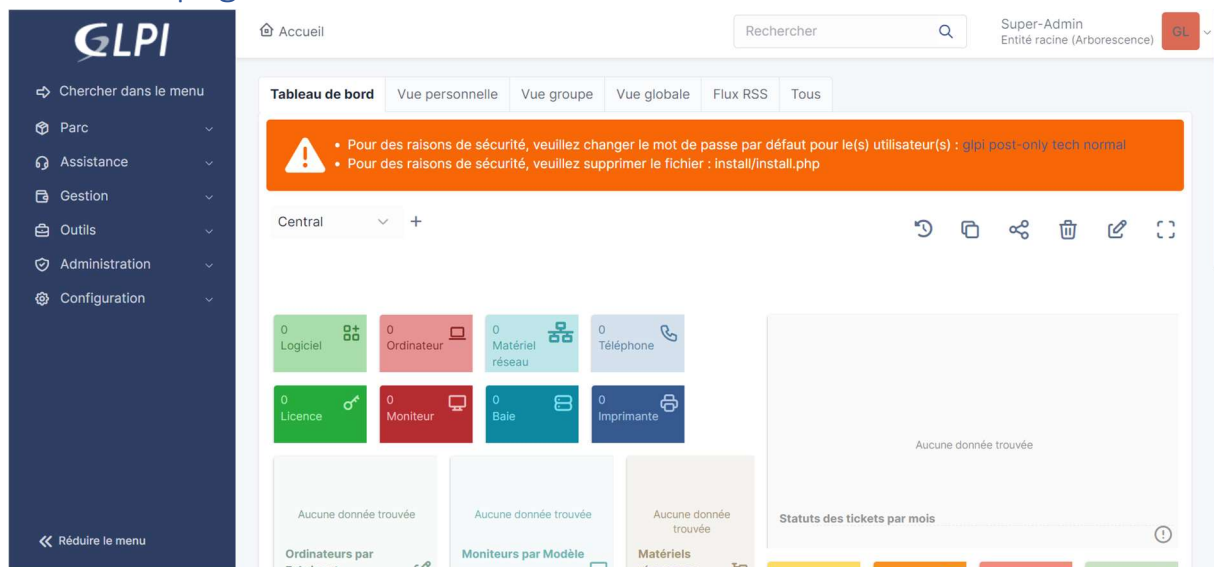 GLPI
Accueil
Rechercher
Super-Admin
Entité racine (Arborescence)
GL
Chercher dans le menu
Parc
Assistance
Gestion
Outils
Administration
Configuration
Réduire le menu
Tableau de bord
Vue personnelle
Vue groupe
Vue globale
Flux RSS
Tous
• Pour des raisons de sécurité, veuillez changer le mot de passe par défaut pour le(s) utilisateur(s) : glpi post-only tech normal
• Pour des raisons de sécurité, veuillez supprimer le fichier : install/install.php
Central
0
Logiciel
0
Ordinateur
0
Matériel
réseau
0
Téléphone
0
Licence
0
Moniteur
0
Baie
0
Imprimante
Aucune donnée trouvée
Statuts des tickets par mois
Aucune donnée trouvée
Ordinateurs par
Aucune donnée trouvée
Moniteurs par Modèle
Aucune donnée
trouvée
Matériels